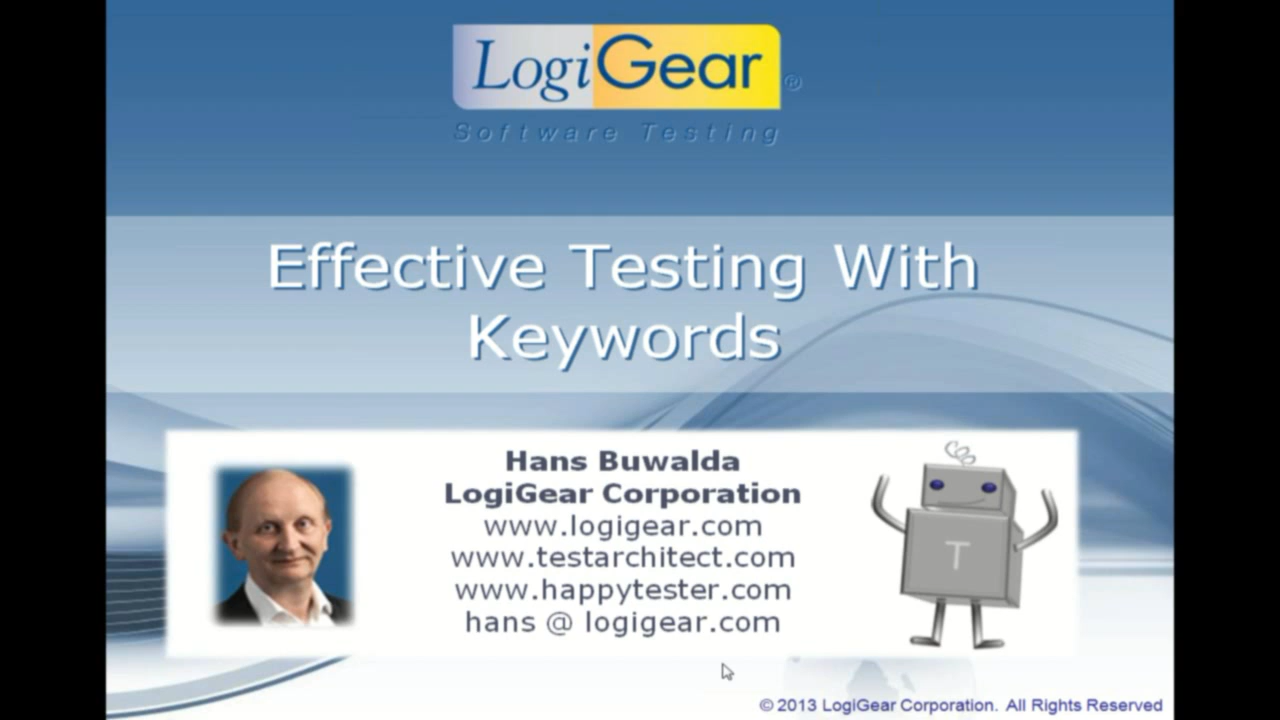 LogiGear®
Software Testing
Effective Testing With
Keywords
Hans Buwalda
LogiGear Corporation
www.logigear.com
www.testarchitect.com
www.happytester.com
hans @ logigear.com
T
© 2013 LogiGear Corporation. All Rights Reserved